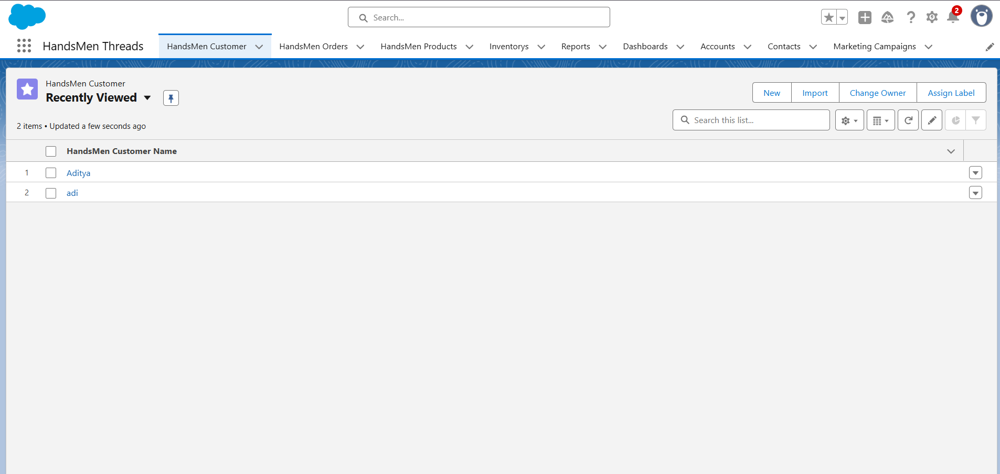 Search...
2
HandsMen Threads
HandsMen Customer
HandsMen Orders
HandsMen Products
Inventorys
Reports
Dashboards
Accounts
Contacts
Marketing Campaigns
HandsMen Customer
Recently Viewed
New
Import
Change Owner
Assign Label
2 items • Updated a few seconds ago
Search this list...
HandsMen Customer Name
1 Aditya
2 adi